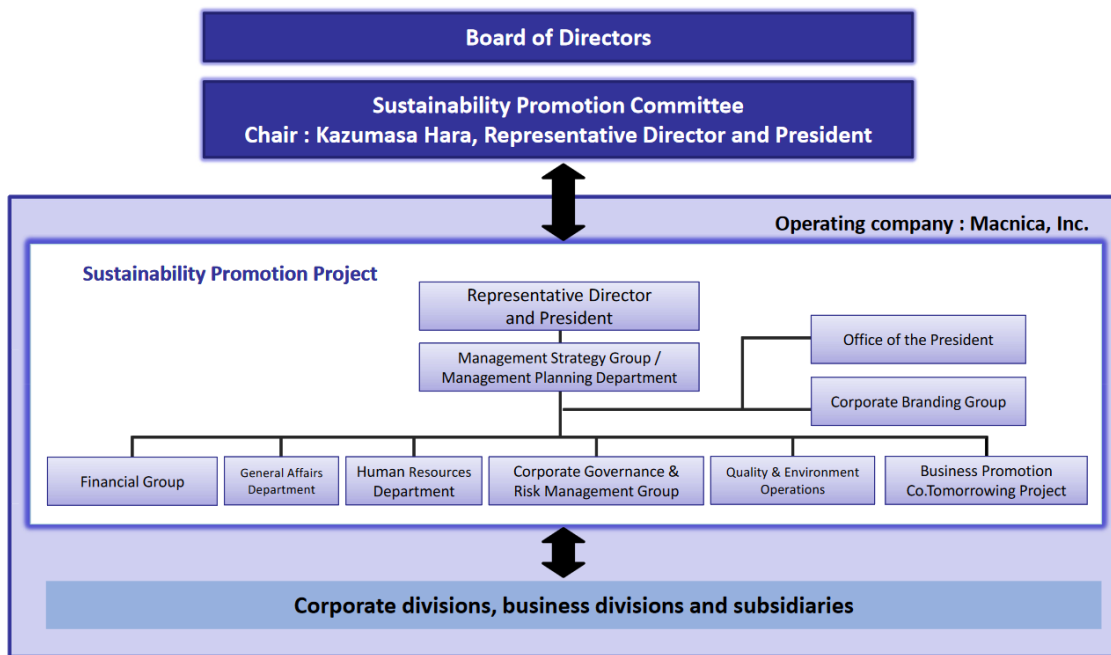 Board of Directors
Sustainability Promotion Committee
Chair : Kazumasa Hara, Representative Director and President
Operating company : Macnica, Inc.
Sustainability Promotion Project
Representative Director
and President
Management Strategy Group /
Management Planning Department
Office of the President
Corporate Branding Group
Financial Group
General Affairs
Department
Human Resources
Department
Corporate Governance &
Risk Management Group
Quality & Environment
Operations
Business Promotion
Co.Tomorrowing Project
Corporate divisions, business divisions and subsidiaries